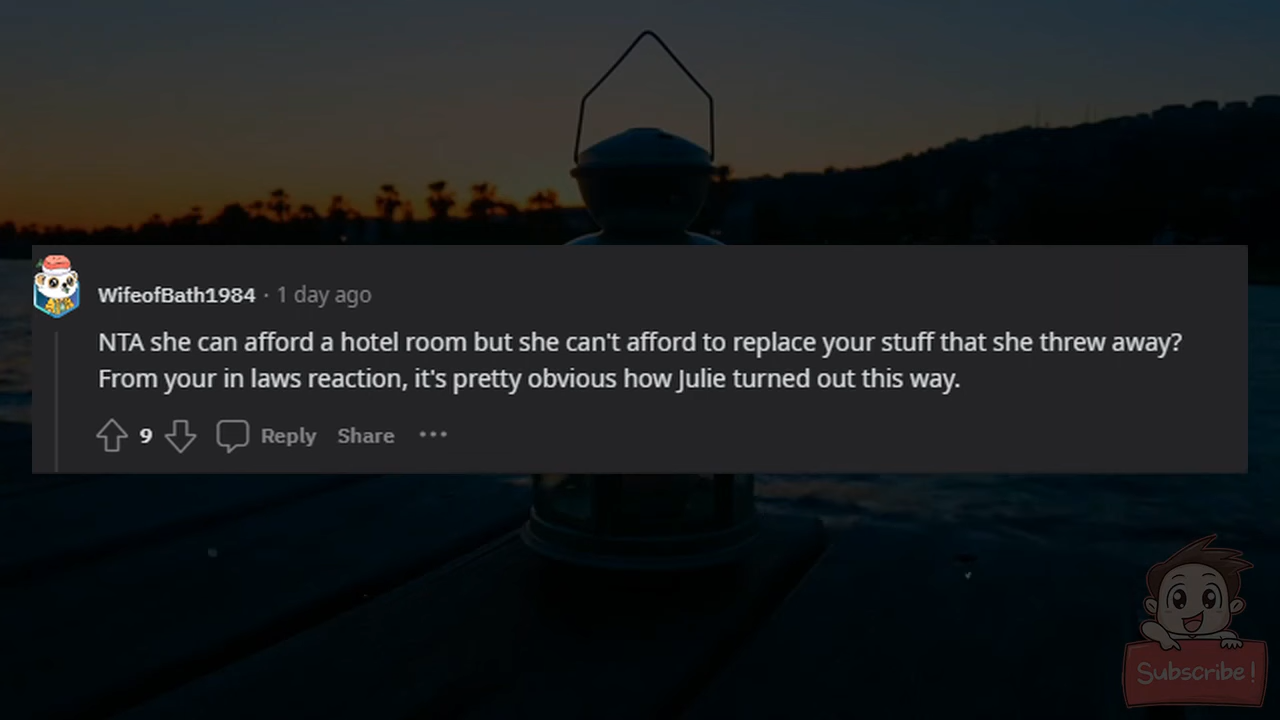 WifeofBath1984 · 1 day ago
NTA she can afford a hotel room but she can't afford to replace your stuff that she threw away?
From your in laws reaction, it's pretty obvious how Julie turned out this way.
9 Reply Share ···
Subscribe!